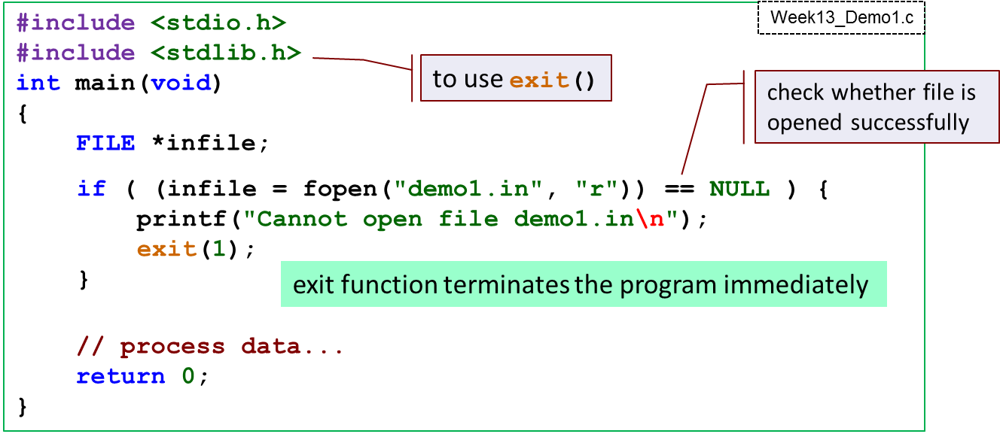 Week13_Demo1.c
#include <stdio.h>
#include <stdlib.h>
to use exit()
int main(void)
{
check whether file is
opened successfully
FILE *infile;
if ( (infile = fopen("demo1.in", "r")) == NULL ) {
printf("Cannot open file demo1.in\n");
exit(1);
}
exit function terminates the program immediately
// process data...
return 0;
}